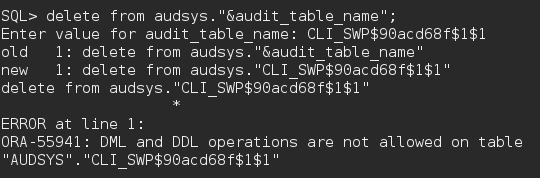 SQL> delete from audsys."&audit_table_name";
Enter value for audit_table_name: CLI_SWP$90acd68f$1$1
old   1: delete from audsys."&audit_table_name"
new   1: delete from audsys."CLI_SWP$90acd68f$1$1"
delete from audsys."CLI_SWP$90acd68f$1$1"
                   *
ERROR at line 1:
ORA-55941: DML and DDL operations are not allowed on table
"AUDSYS"."CLI_SWP$90acd68f$1$1"